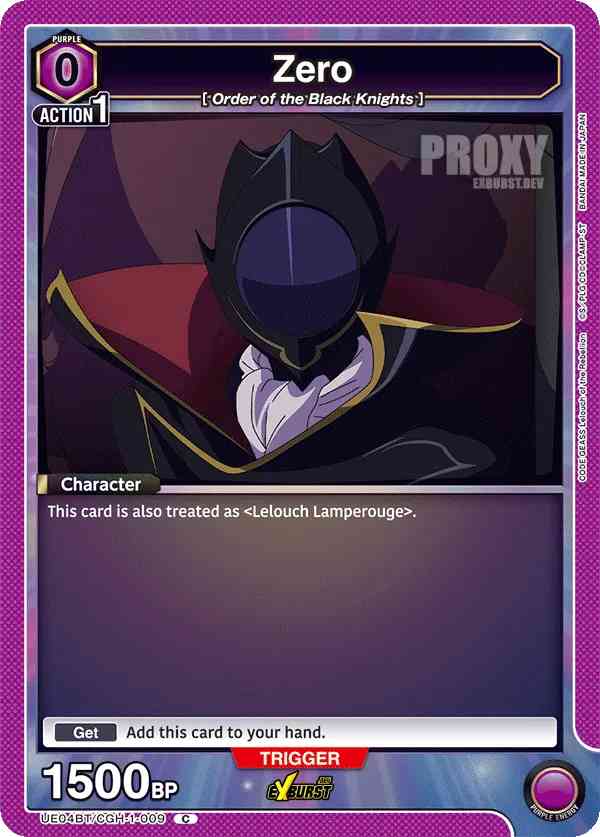 PURPLE
0
ACTION 1
Zero
[ Order of the Black Knights ]
PROXY
EXBURST.DEV
BANDAI MADE IN JAPAN
CODE GEASS Lelouch of the Rebellion
Character
This card is also treated as <Lelouch Lamperouge>.
Get Add this card to your hand.
TRIGGER
1500 BP
EXBURST
UE04BT/CGH-1-009 C
PURPLE ENERGY